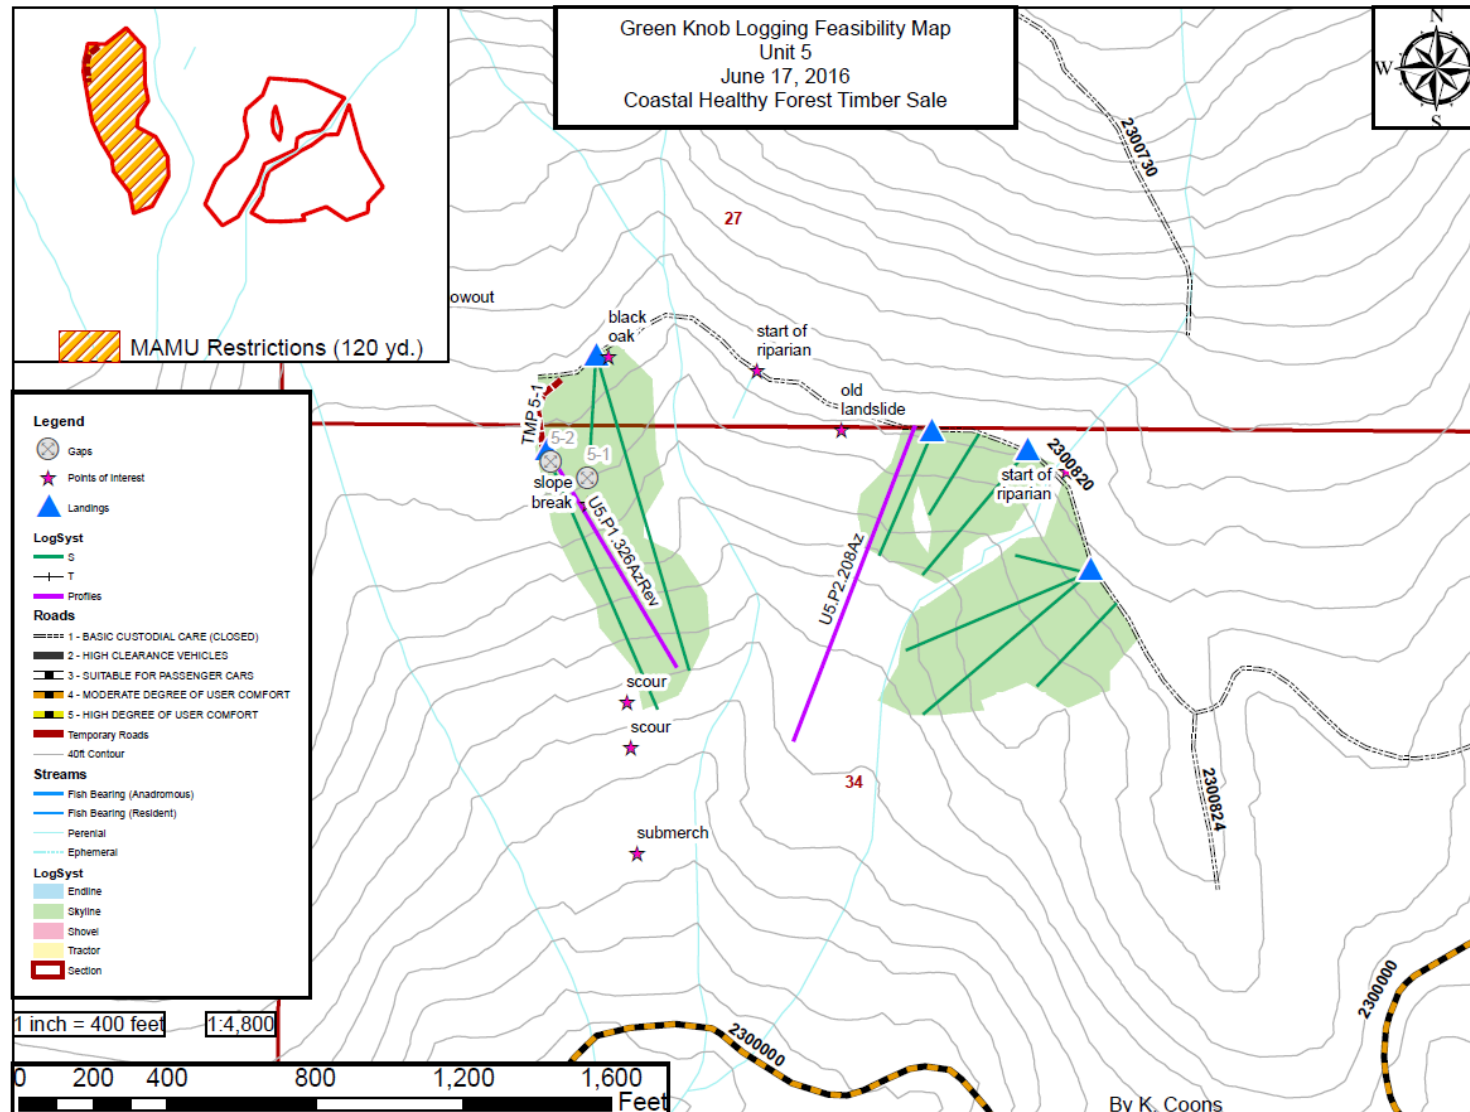 Green Knob Logging Feasibility Map
Unit 5
June 17, 2016
Coastal Healthy Forest Timber Sale
N
W
S
MAMU Restrictions (120 yd.)
2300730
27
owout
black
oak
start of
riparian
old
landslide
TMP 5-1
5-2
5-1
slope
break
U5.P1.326AzRev
U5.P2.208Az
2300820
start of
riparian
scour
scour
34
submerch
2300824
2300000
2300000
Legend
Gaps
Points of Interest
Landings
LogSyst
S
T
Profiles
Roads
1 - BASIC CUSTODIAL CARE (CLOSED)
2 - HIGH CLEARANCE VEHICLES
3 - SUITABLE FOR PASSENGER CARS
4 - MODERATE DEGREE OF USER COMFORT
5 - HIGH DEGREE OF USER COMFORT
Temporary Roads
40ft Contour
Streams
Fish Bearing (Anadromous)
Fish Bearing (Resident)
Perenial
Ephemeral
LogSyst
Endline
Skyline
Shovel
Tractor
Section
1 inch = 400 feet 1:4,800
0 200 400 800 1,200 1,600
Feet
By K. Coons